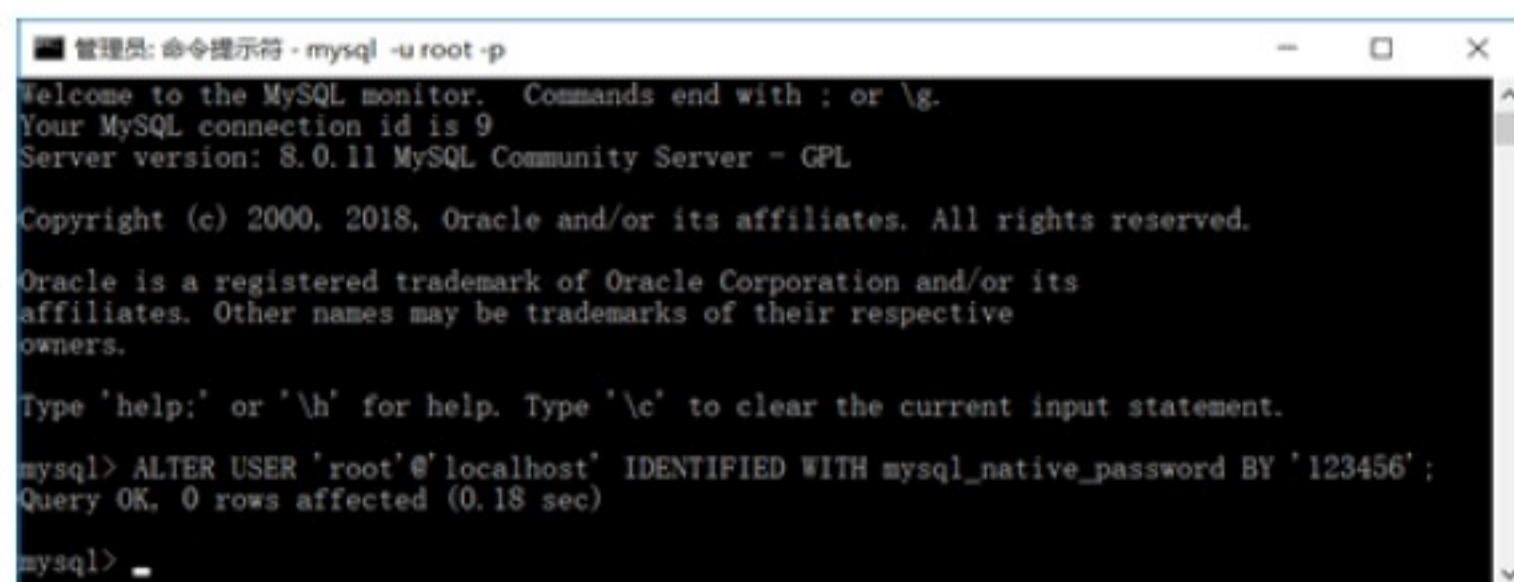 管理员: 命令提示符 - mysql -u root -p
Welcome to the MySQL monitor.  Commands end with ; or \g.
Your MySQL connection id is 9
Server version: 8.0.11 MySQL Community Server - GPL
Copyright (c) 2000, 2018, Oracle and/or its affiliates. All rights reserved.
Oracle is a registered trademark of Oracle Corporation and/or its
affiliates. Other names may be trademarks of their respective
owners.
Type 'help;' or '\h' for help. Type '\c' to clear the current input statement.
mysql> ALTER USER 'root'@'localhost' IDENTIFIED WITH mysql_native_password BY '123456';
Query OK, 0 rows affected (0.18 sec)
mysql>